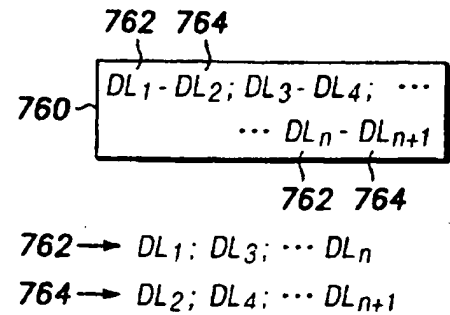 762 764
DL1 - DL2; DL3 - DL4; ...
760
... DLn - DLn+1
762 764
762 → DL1; DL3; ... DLn
764 → DL2; DL4; ... DLn+1